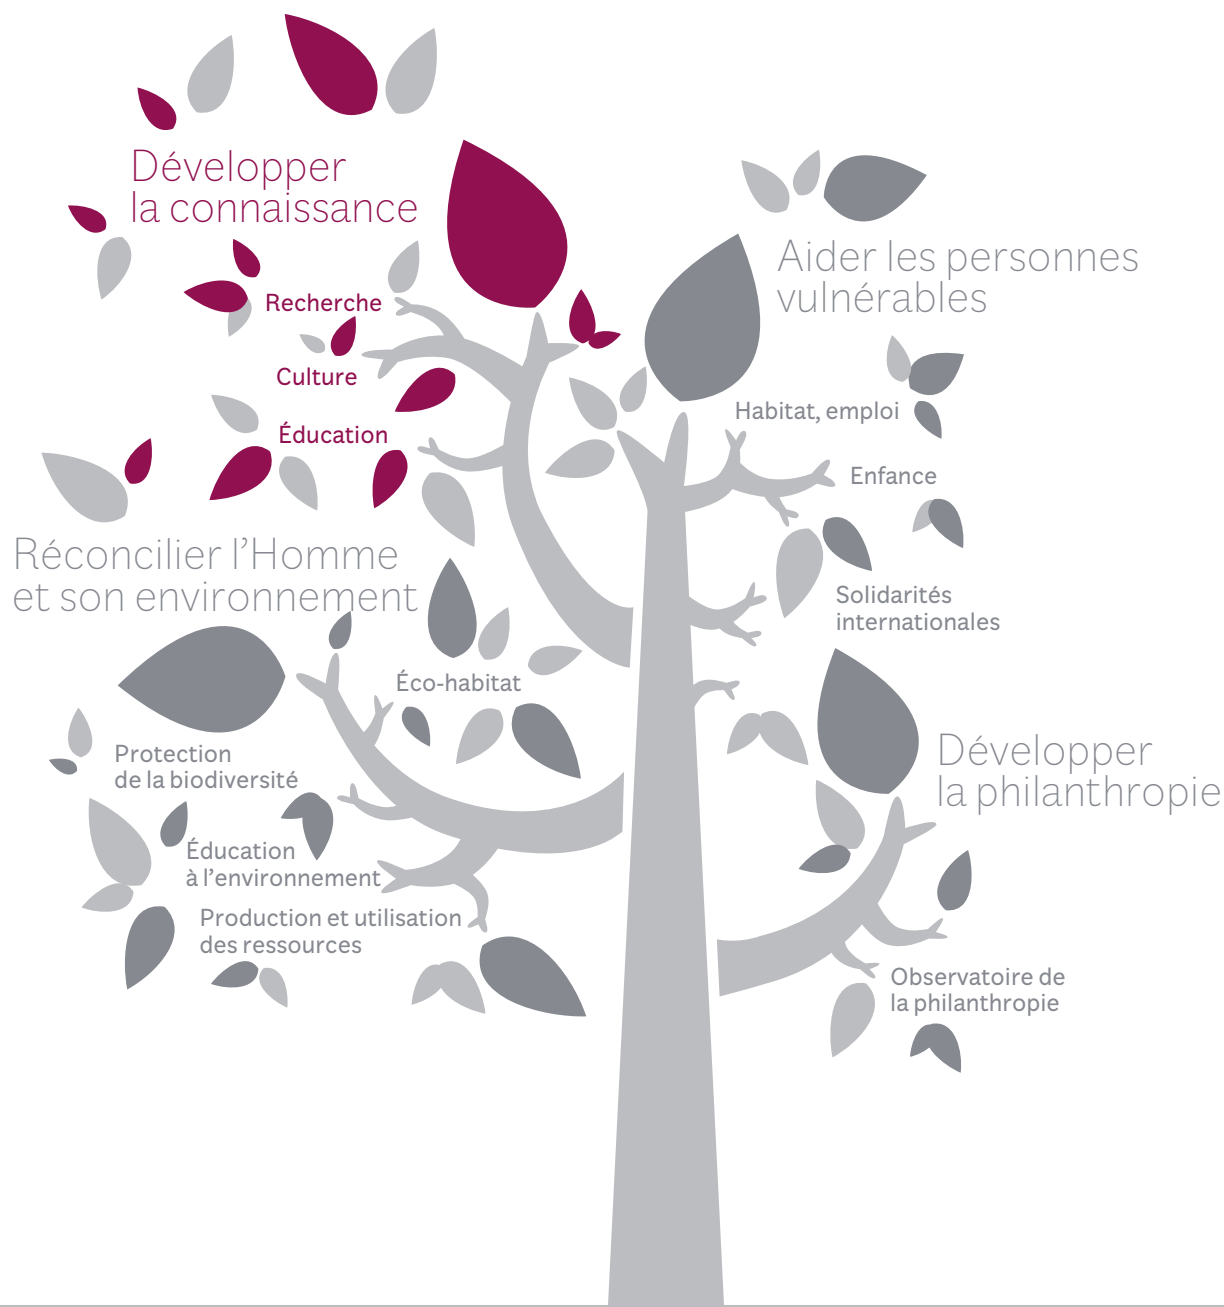 Développer
la connaissance
Recherche
Culture
Éducation
Aider les personnes
vulnérables
Habitat, emploi
Enfance
Solidarités
internationales
Réconcilier l’Homme
et son environnement
Éco-habitat
Protection
de la biodiversité
Éducation
à l’environnement
Production et utilisation
des ressources
Développer
la philanthropie
Observatoire de
la philanthropie